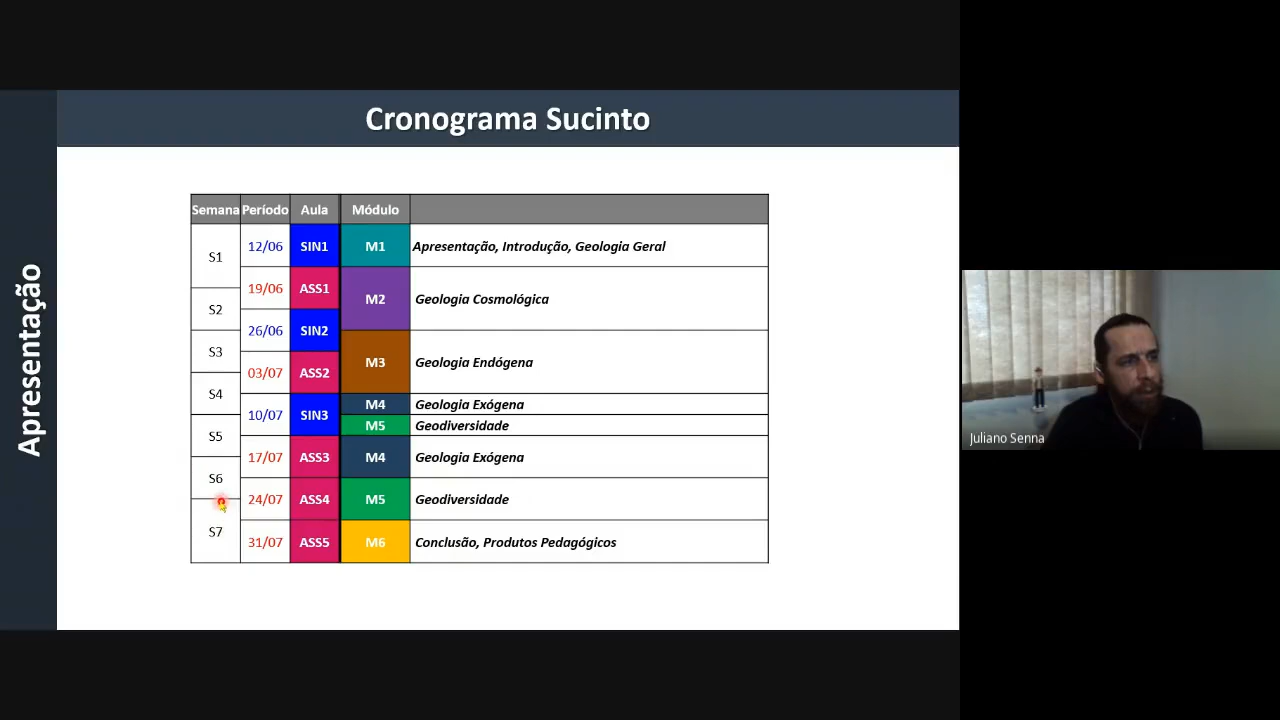 Cronograma Sucinto
Apresentação
Semana Período Aula Módulo
S1 12/06 SIN1 M1 Apresentação, Introdução, Geologia Geral
19/06 ASS1 M2 Geologia Cosmológica
S2
26/06 SIN2 M3 Geologia Endógena
S3
03/07 ASS2
S4
10/07 SIN3 M4 Geologia Exógena
M5 Geodiversidade
S5
17/07 ASS3 M4 Geologia Exógena
S6
24/07 ASS4 M5 Geodiversidade
S7
31/07 ASS5 M6 Conclusão, Produtos Pedagógicos
Juliano Senna